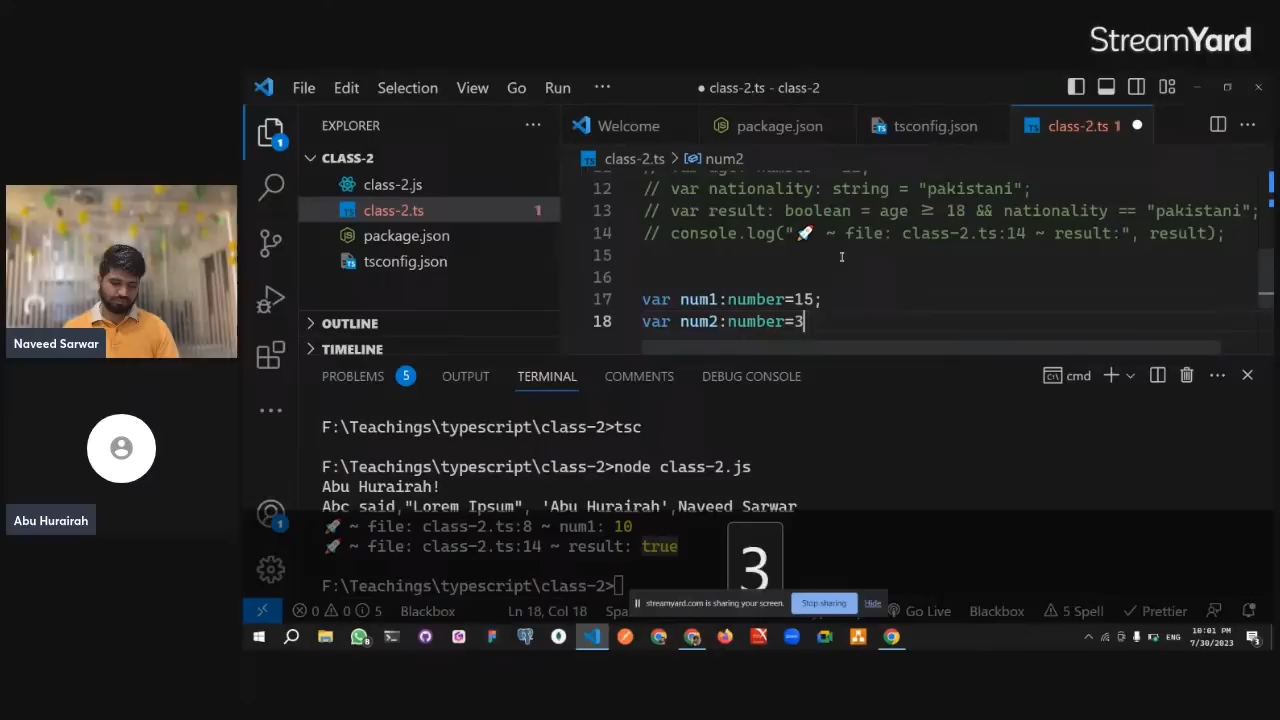 StreamYard
File Edit Selection View Go Run ··· ● class-2.ts - class-2
EXPLORER ···
Welcome package.json tsconfig.json class-2.ts 1 ●
CLASS-2
class-2.ts > num2
class-2.js
class-2.ts 1
package.json
tsconfig.json
OUTLINE
TIMELINE
12 // var nationality: string = "pakistani";
13 // var result: boolean = age ≥ 18 && nationality == "pakistani";
14 // console.log("🚀 ~ file: class-2.ts:14 ~ result:", result);
15
16
17 var num1:number=15;
18 var num2:number=3
Naveed Sarwar
Abu Hurairah
PROBLEMS 5 OUTPUT TERMINAL COMMENTS DEBUG CONSOLE cmd
F:\Teachings\typescript\class-2>tsc
F:\Teachings\typescript\class-2>node class-2.js
Abu Hurairah!
Abc said,"Lorem Ipsum", 'Abu Hurairah',Naveed Sarwar
🚀 ~ file: class-2.ts:8 ~ num1: 10
🚀 ~ file: class-2.ts:14 ~ result: true
F:\Teachings\typescript\class-2>
3
streamyard.com is sharing your screen. Stop sharing Hide
0 0 5 Blackbox Ln 18, Col 18 Spa Go Live Blackbox 5 Spell Prettier
ENG 10:01 PM
7/30/2023